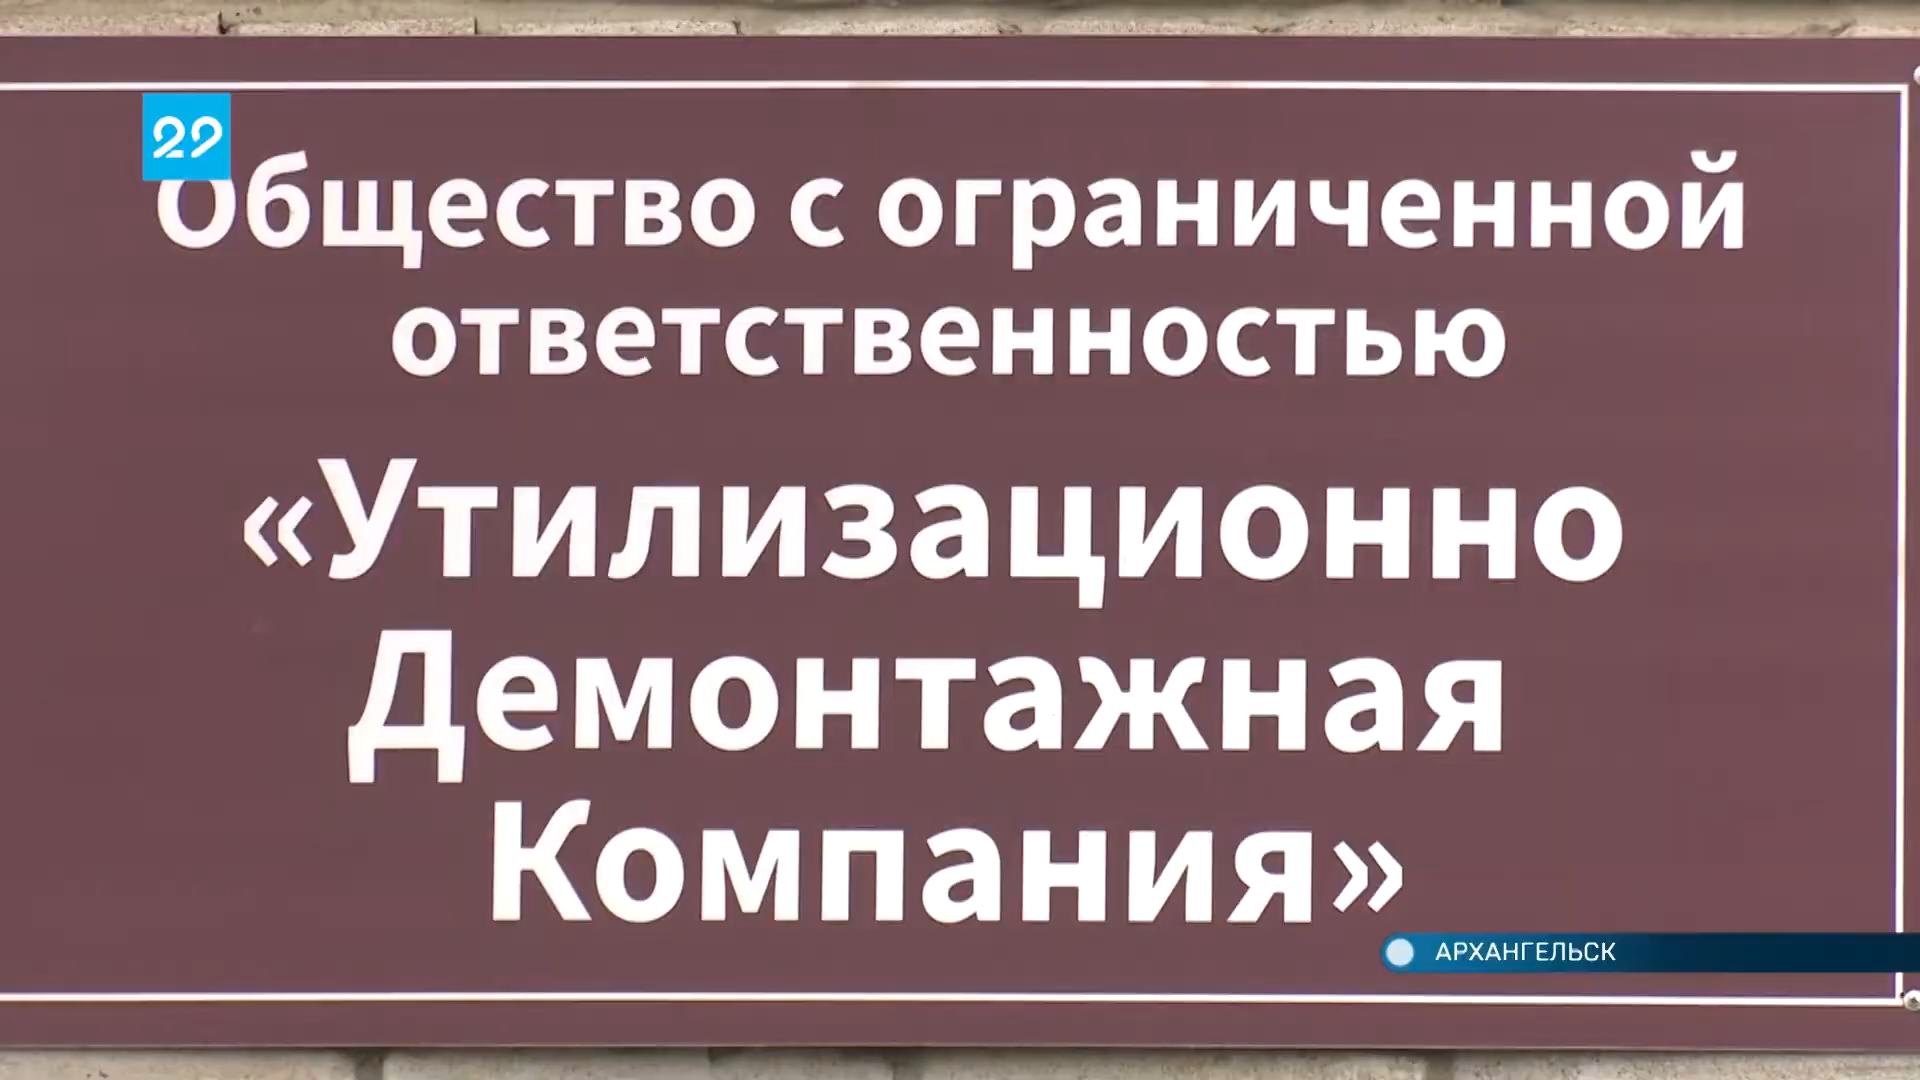 29
Общество с ограниченной
ответственностью
«Утилизационно
Демонтажная
Компания»
АРХАНГЕЛЬСК